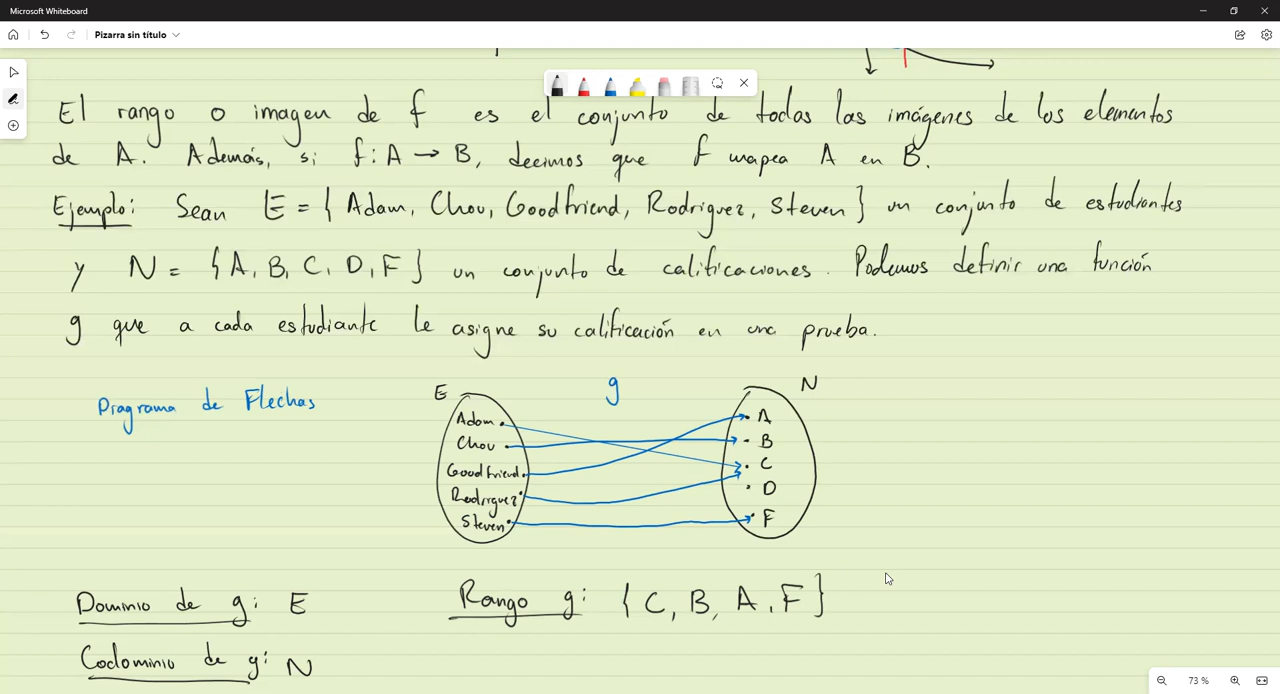 Microsoft Whiteboard
Pizarra sin título
El rango o imagen de f es el conjunto de todas las imágenes de los elementos
de A. Además, si f: A → B, decimos que f mapea A en B.
Ejemplo: Sean E = { Adam, Chou, Goodfriend, Rodriguez, Steven } un conjunto de estudiantes
y N = { A, B, C, D, F } un conjunto de calificaciones. Podemos definir una función
g que a cada estudiante le asigne su calificación en una prueba.
Diagrama de Flechas
E g N
Adam A
Chou B
Goodfriend C
Rodriguez D
Steven F
Dominio de g: E
Rango g: { C, B, A, F }
Codominio de g: N
73 %